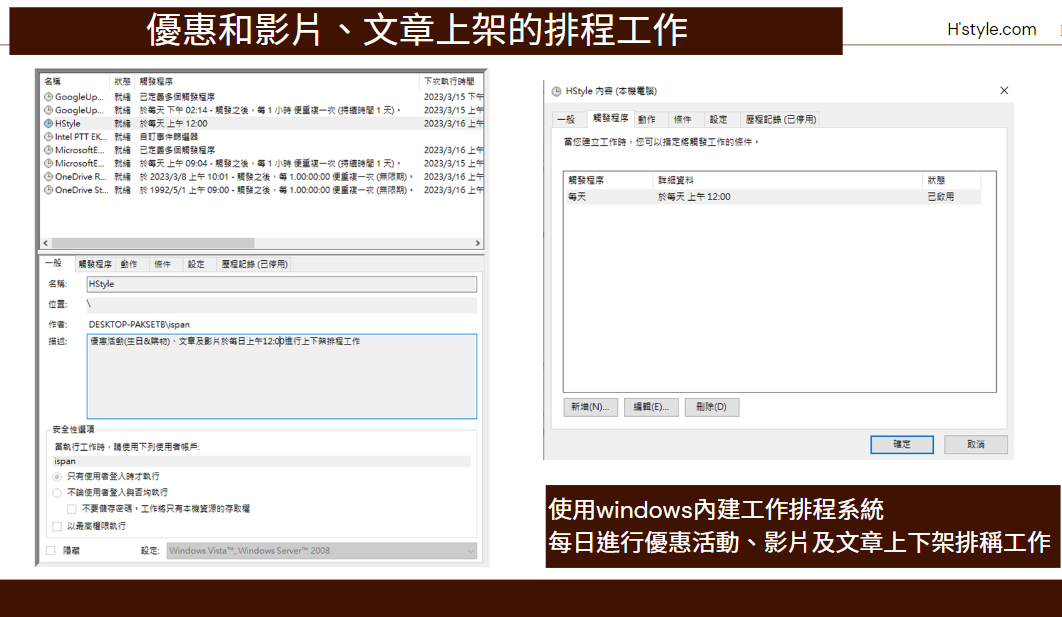 優惠和影片、文章上架的排程工作
H'style.com
名稱 狀態 觸發程序 下次執行時間
GoogleUp... 就緒 已定義多個觸發程序 2023/3/15 下午
GoogleUp... 就緒 於每天 下午 02:14 - 觸發之後，每 1 小時 便重複一次 (持續時間 1 天)。 2023/3/15 上午
HStyle 就緒 於每天 上午 12:00 2023/3/16 上午
Intel PTT EK... 就緒 自訂事件篩選器
MicrosoftE... 就緒 已定義多個觸發程序 2023/3/16 上午
MicrosoftE... 就緒 於每天 上午 09:04 - 觸發之後，每 1 小時 便重複一次 (持續時間 1 天)。 2023/3/15 上午
OneDrive R... 就緒 於 2023/3/8 上午 10:01 - 觸發之後，每 1.00:00:00 便重複一次 (無限期)。 2023/3/16 上午
OneDrive St... 就緒 於 1992/5/1 上午 09:00 - 觸發之後，每 1.00:00:00 便重複一次 (無限期)。 2023/3/16 上午
一般 觸發程序 動作 條件 設定 歷程記錄 (已停用)
名稱: HStyle
位置: \
作者: DESKTOP-PAKSETB\ispan
描述: 優惠活動(生日&購物)、文章及影片於每日上午12:00進行上下架排程工作
安全性選項
當執行工作時，請使用下列使用者帳戶:
ispan
只有使用者登入時才執行
不論使用者登入與否均執行
不要儲存密碼。工作將只有本機資源的存取權
以最高權限執行
隱藏 設定: Windows Vista™, Windows Server™ 2008
HStyle 內容 (本機電腦)
一般 觸發程序 動作 條件 設定 歷程記錄 (已停用)
當您建立工作時，您可以指定將觸發工作的條件。
觸發程序 詳細資料 狀態
每天 於每天 上午 12:00 已啟用
新增(N)... 編輯(E)... 刪除(D)
確定 取消
使用windows內建工作排程系統
每日進行優惠活動、影片及文章上下架排稱工作